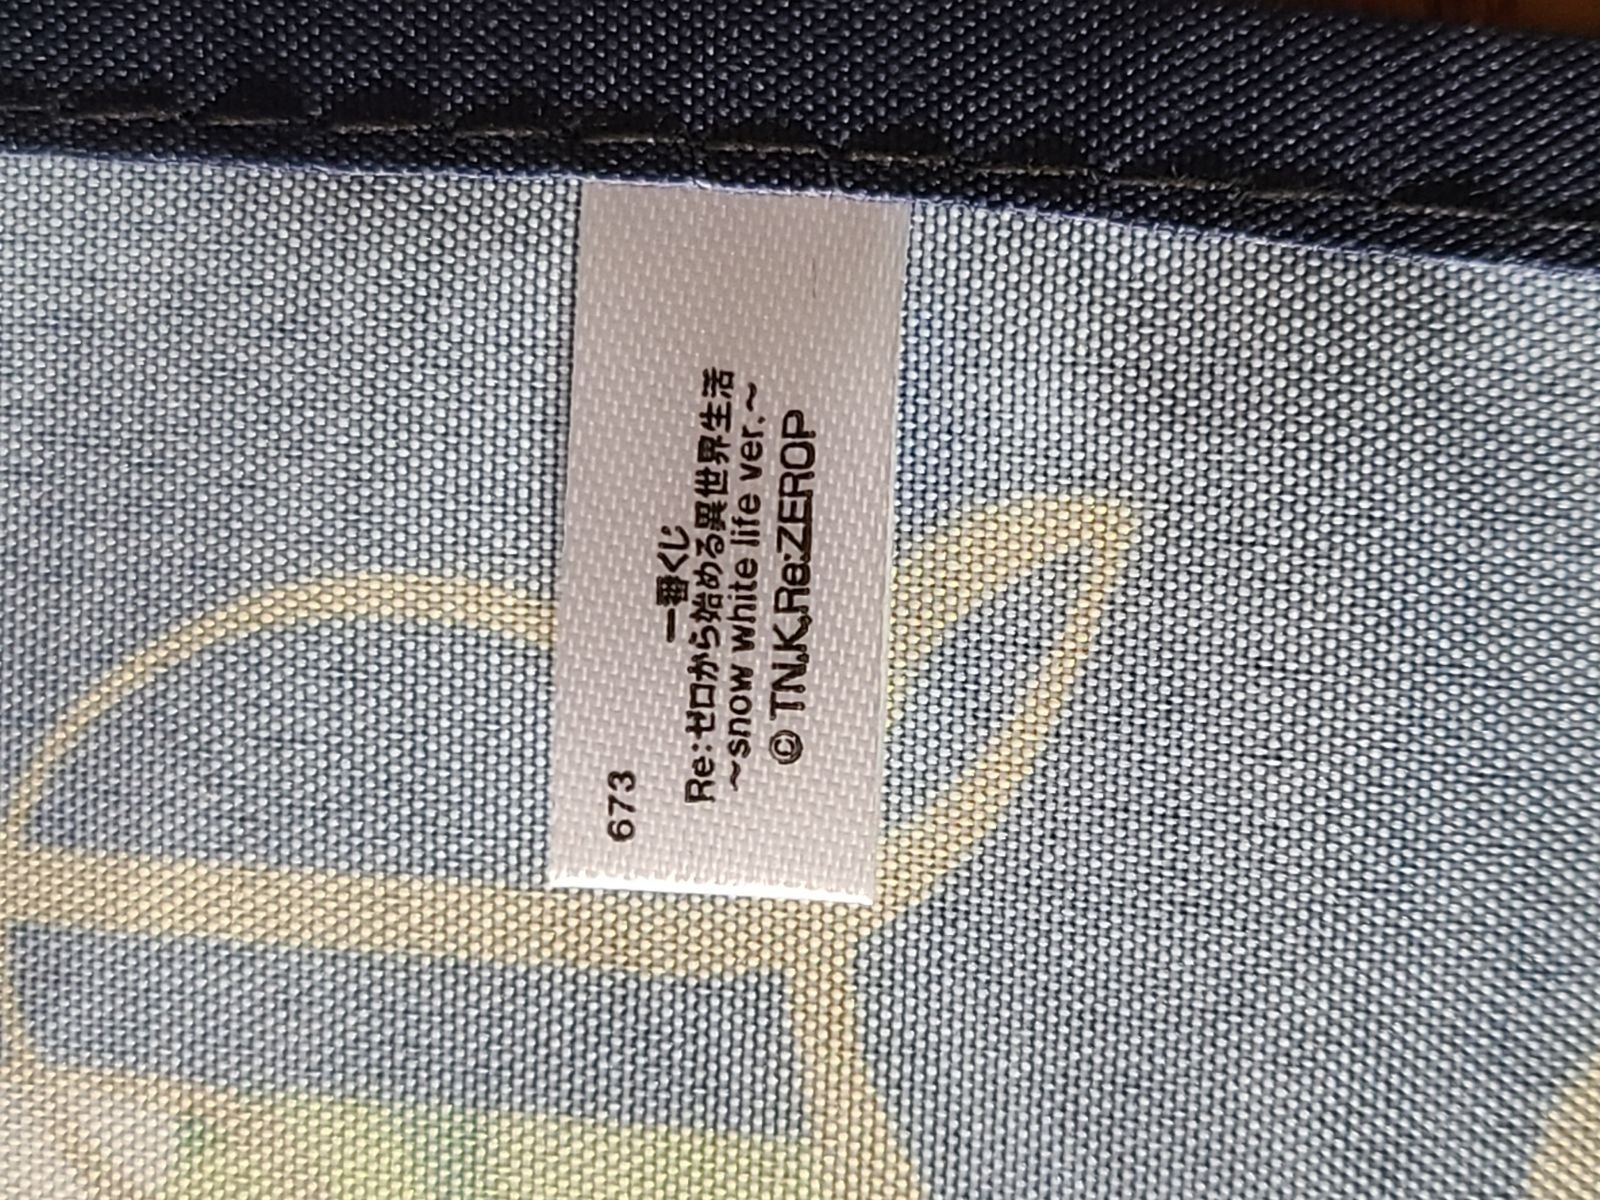 673
一番くじ
Re:ゼロから始める異世界生活
~snow white life ver.~
©TN.K,Re:ZEROP